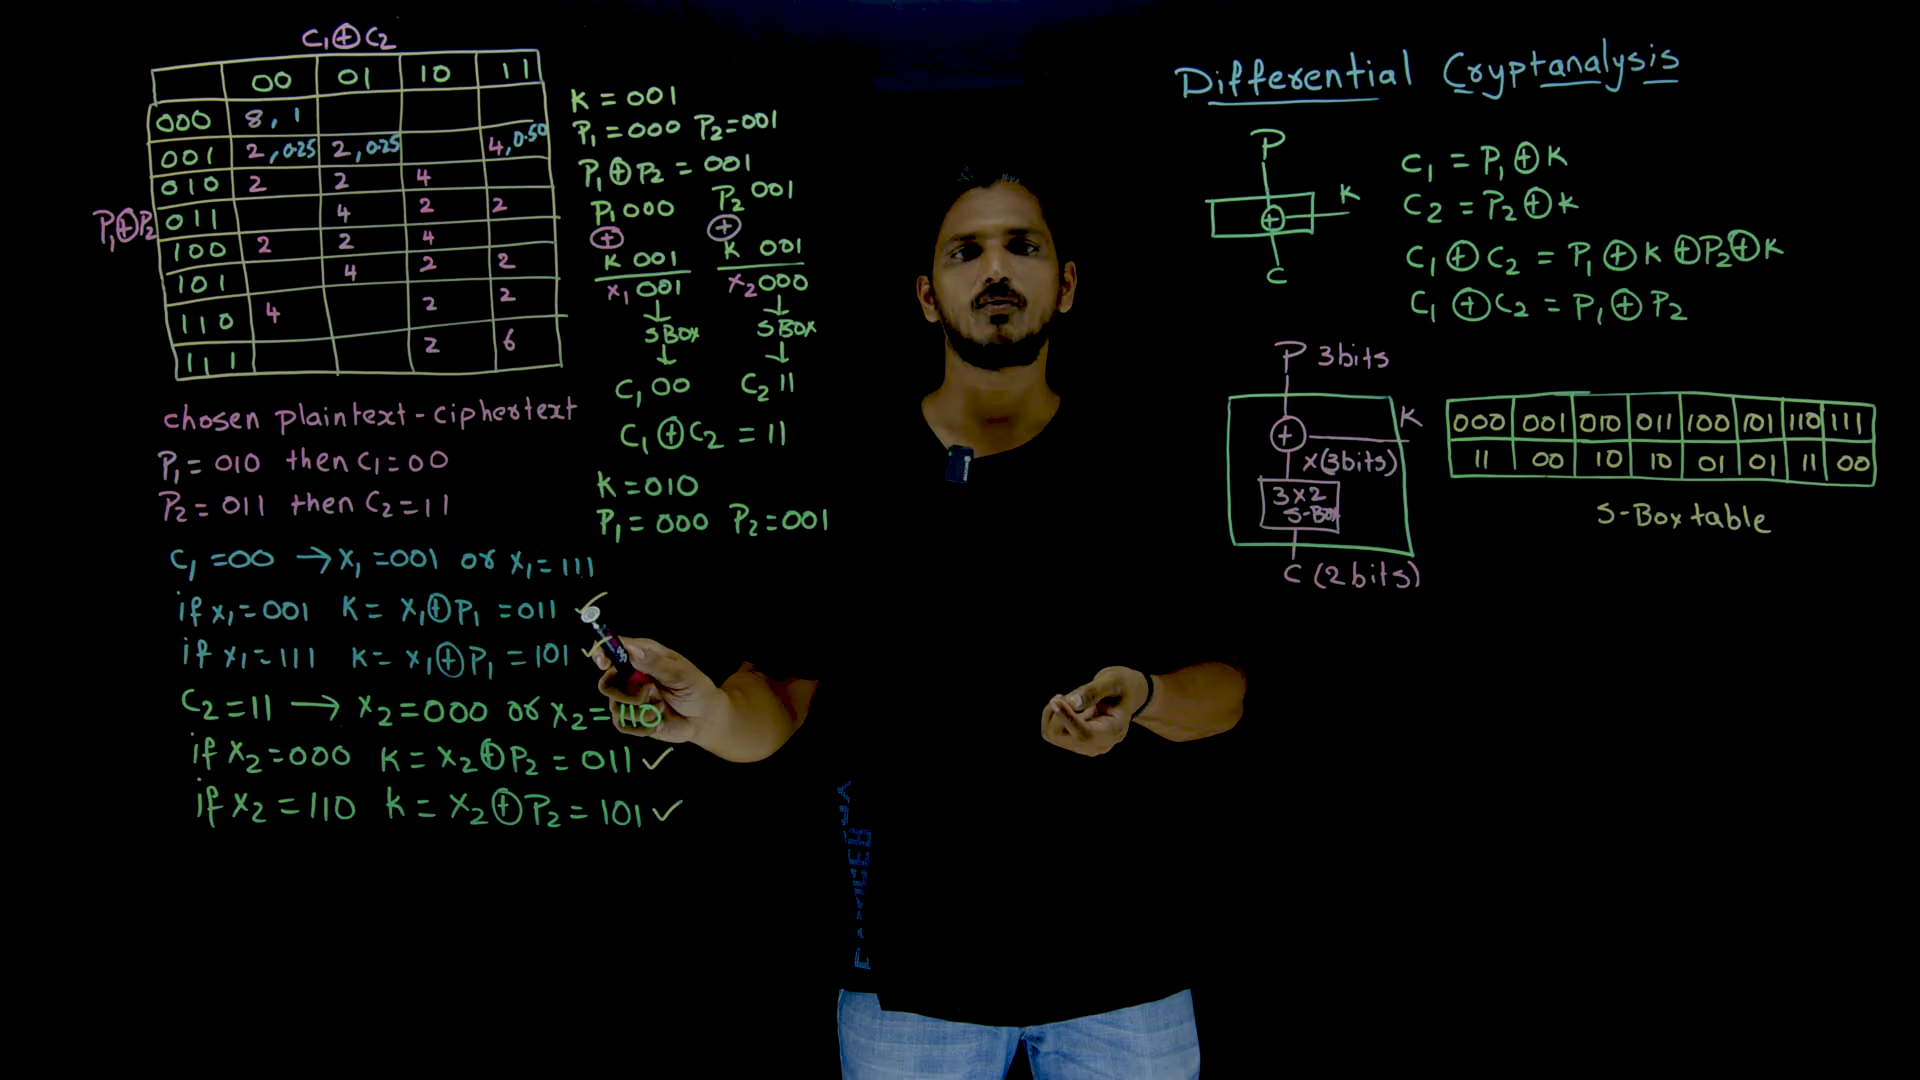 C₁⊕C₂
00 01 10 11
000 8, 1
001 2, 0.25 2, 0.25 4, 0.50
010 2 2 4
P₁⊕P₂ 011 4 2 2
100 2 2 4
101 4 2 2
110 4 2 2
111 2 6
chosen plaintext - ciphertext
P₁ = 010 then C₁ = 00
P₂ = 011 then C₂ = 11
C₁ = 00 → X₁ = 001 or X₁ = 111
if X₁ = 001 K = X₁⊕P₁ = 011 ✓
if X₁ = 111 K = X₁⊕P₁ = 101 ✓
C₂ = 11 → X₂ = 000 or X₂ = 110
if X₂ = 000 K = X₂⊕P₂ = 011 ✓
if X₂ = 110 K = X₂⊕P₂ = 101 ✓
K = 001
P₁ = 000 P₂ = 001
P₁⊕P₂ = 001
P₁ 000 P₂ 001
⊕ ⊕
K 001 K 001
X₁ 001 X₂ 000
↓ ↓
SBOX SBOX
↓ ↓
C₁ 00 C₂ 11
C₁⊕C₂ = 11
K = 010
P₁ = 000 P₂ = 001
Differential Cryptanalysis
P
K
⊕
C
C₁ = P₁⊕K
C₂ = P₂⊕K
C₁⊕C₂ = P₁⊕K⊕P₂⊕K
C₁⊕C₂ = P₁⊕P₂
P 3bits
K
⊕
X(3bits)
3×2
S-Box
C (2 bits)
000 001 010 011 100 101 110 111
11 00 10 10 01 01 11 00
S-Box table